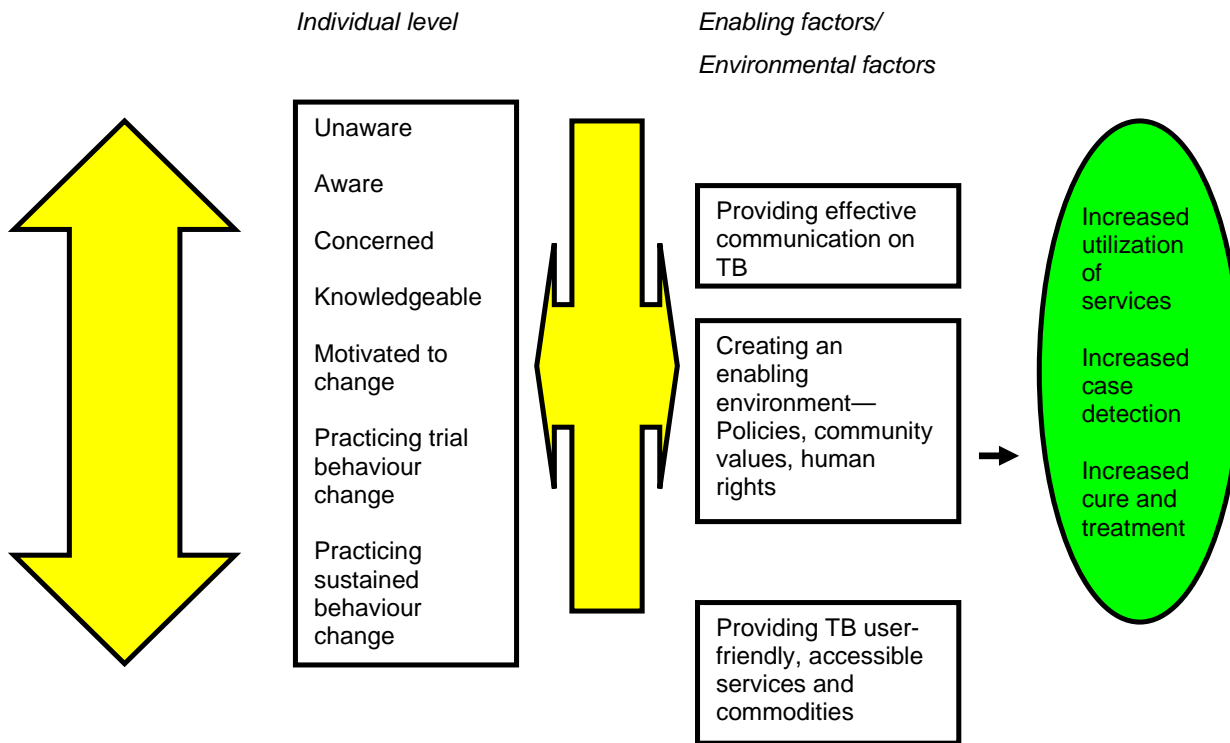 Individual level
Enabling factors/
Environmental factors
Unaware
Aware
Concerned
Knowledgeable
Motivated to
change
Practicing trial
behaviour
change
Practicing
sustained
behaviour
change
Providing effective
communication on
TB
Creating an
enabling
environment—
Policies, community
values, human
rights
Providing TB user-
friendly, accessible
services and
commodities
Increased
utilization
of
services
Increased
case
detection
Increased
cure and
treatment